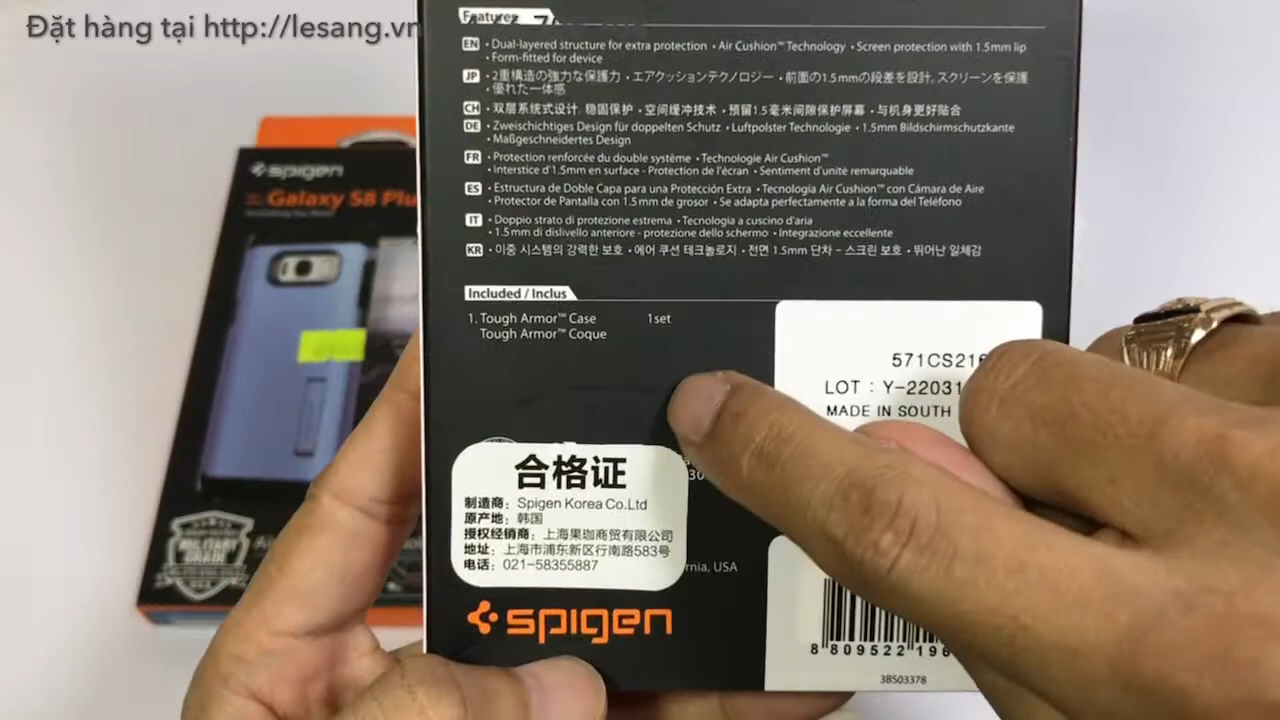 Đặt hàng tại http://lesang.vn
Features
EN • Dual-layered structure for extra protection • Air Cushion™ Technology • Screen protection with 1.5mm lip
• Form-fitted for device
JP • 2重構造の強力な保護力 • エアクッションテクノロジー • 前面の1.5mmの段差を設計。スクリーンを保護
• 優れた一体感
CH • 双层系统式设计, 稳固保护 • 空间缓冲技术 • 预留1.5毫米间隙保护屏幕 • 与机身更好贴合
DE • Zweischichtiges Design für doppelten Schutz • Luftpolster Technologie • 1.5mm Bildschirmschutzkante
• Maßgeschneidertes Design
FR • Protection renforcée du double système • Technologie Air Cushion™
• Interstice d'1.5mm en surface - Protection de l'écran • Sentiment d'unité remarquable
ES • Estructura de Doble Capa para una Protección Extra • Tecnología Air Cushion™ con Cámara de Aire
• Protector de Pantalla con 1.5mm de grosor • Se adapta perfectamente a la forma del Teléfono
IT • Doppio strato di protezione estrema • Tecnologia a cuscino d'aria
• 1.5mm di dislivello anteriore - protezione dello schermo • Integrazione eccellente
KR • 이중 시스템의 강력한 보호 • 에어 쿠션 테크놀로지 • 전면 1.5mm 단차 - 스크린 보호 • 뛰어난 일체감
Included / Inclus
1. Tough Armor™ Case 1set
Tough Armor™ Coque
571CS216
LOT : Y-22031
MADE IN SOUTH
合格证
制造商: Spigen Korea Co.Ltd
原产地: 韩国
授权经销商: 上海果珈商贸有限公司
地址: 上海市浦东新区行南路583号
电话: 021-58355887
rnia, USA
spigen
8 809522 196
3BS03378
spigen
Galaxy S8 Plu
MILITARY
GRADE